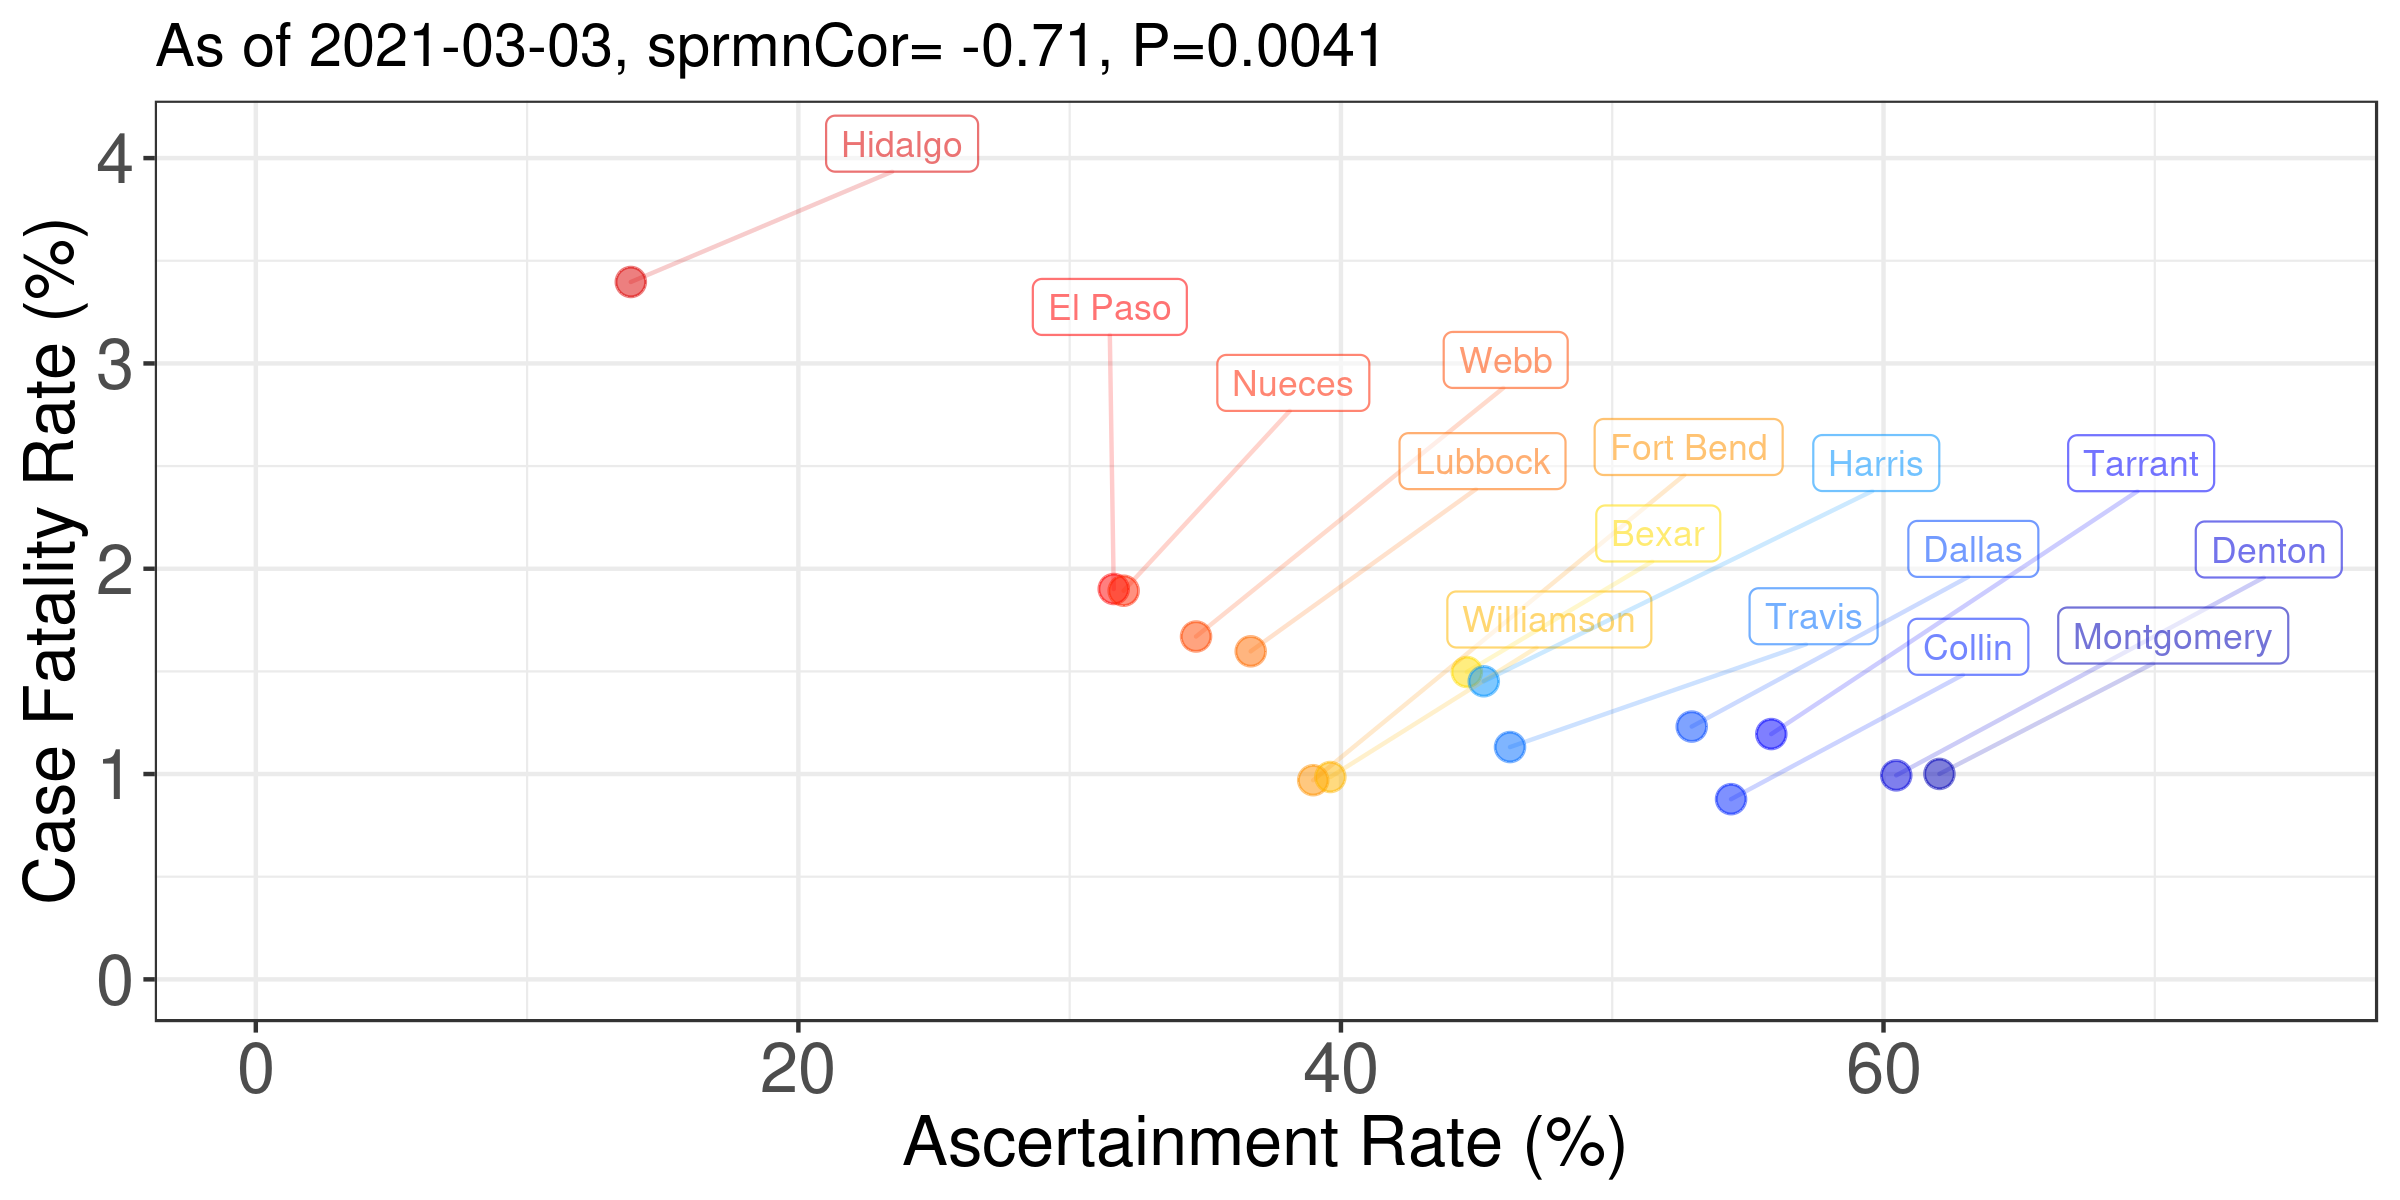 As of 2021-03-03, sprmnCor= -0.71, P=0.0041
Case Fatality Rate (%)
4
3
2
1
0
Hidalgo
El Paso
Nueces
Webb
Lubbock
Fort Bend
Harris
Tarrant
Bexar
Dallas
Denton
Williamson
Travis
Collin
Montgomery
0 20 40 60
Ascertainment Rate (%)